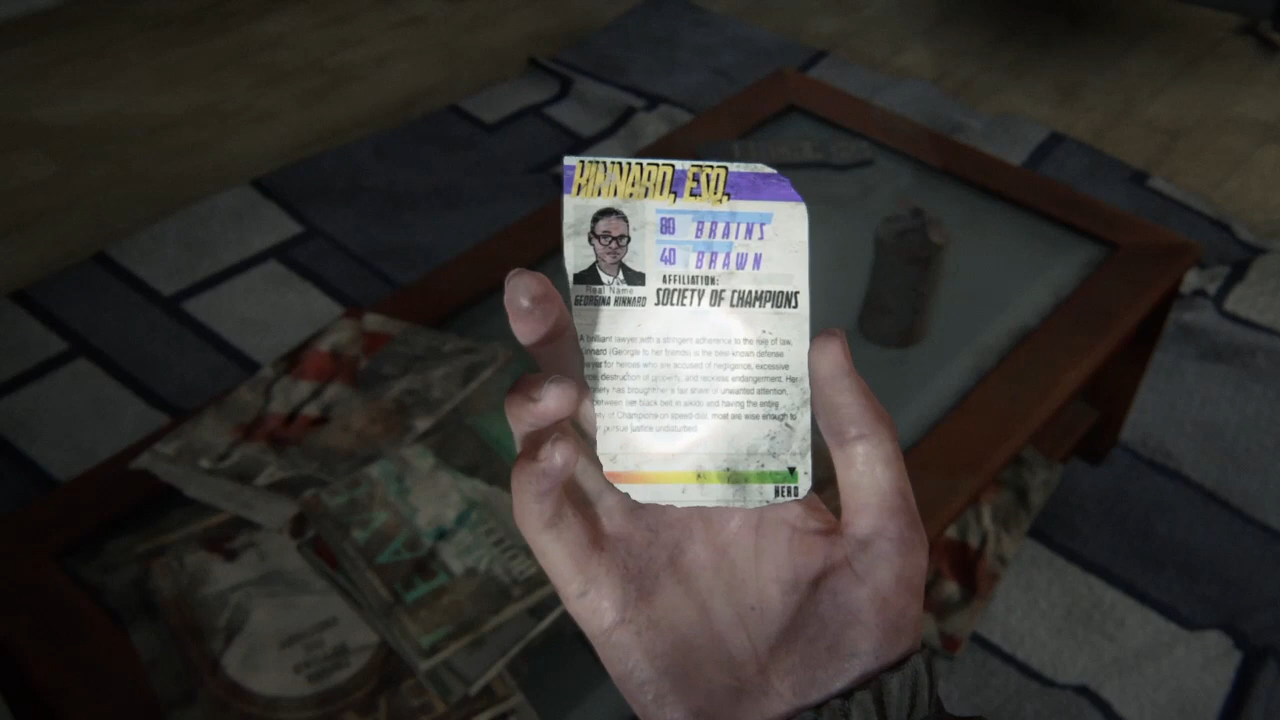 KINNARD, ESQ.
80 BRAINS
40 BRAWN
Real Name
GEORGINA KINNARD
AFFILIATION:
SOCIETY OF CHAMPIONS
A brilliant lawyer with a stringent adherence to the rule of law,
Kinnard (Georgie to her friends) is the best-known defense
lawyer for heroes who are accused of negligence, excessive
destruction of property, and reckless endangerment. Her
has brought her a fair share of unwanted attention,
between her black belt in aikido and having the entire
of Champions on speed-dial, most are wise enough to
pursue justice undisturbed.
HERO